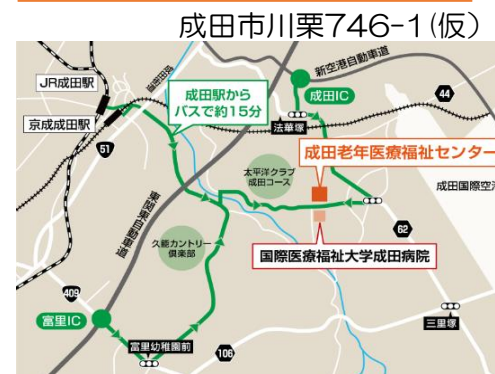 成田市川栗746-1(仮)
新空港自動車道
成田街道
JR成田駅
成田駅から
バスで約15分
成田IC
44
京成成田駅
法華塚
51
成田老年医療福祉センター
太平洋クラブ
成田コース
成田国際空
東関東自動車道
62
久能カントリー
倶楽部
国際医療福祉大学成田病院
409
富里IC
三里塚
富里幼稚園前
106